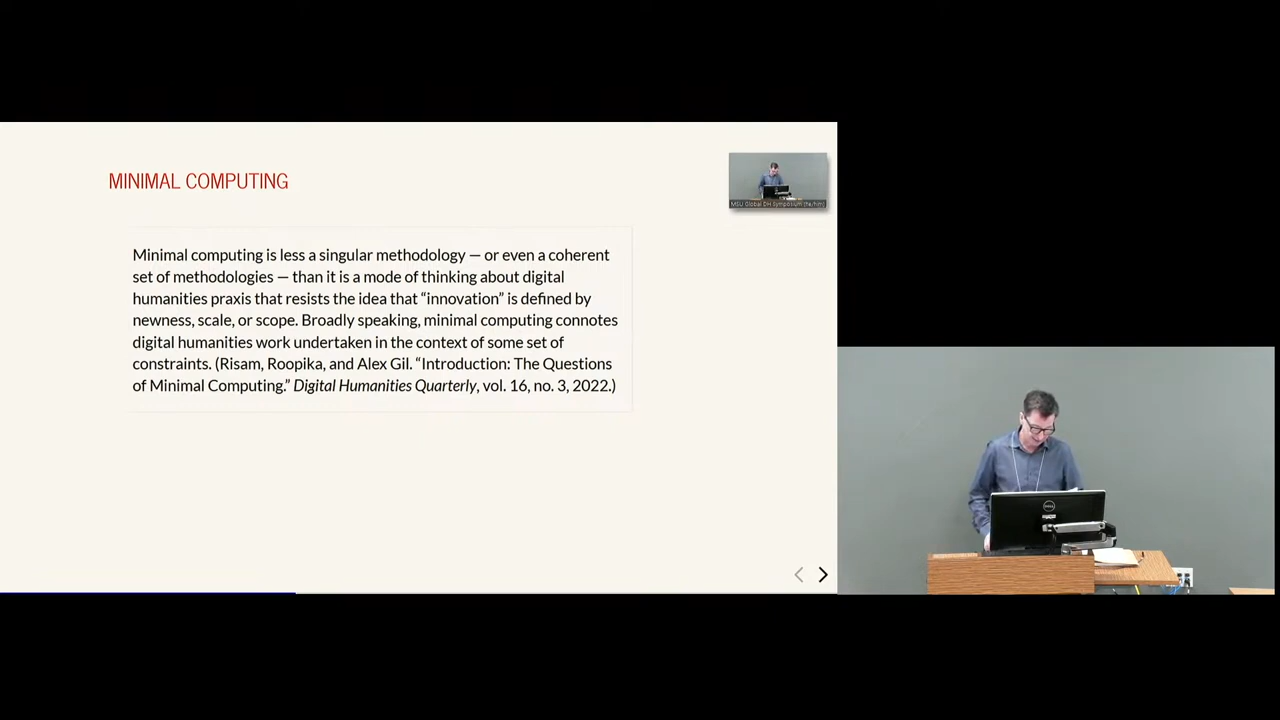 MINIMAL COMPUTING
MSU Global DH Symposium (he/him)
Minimal computing is less a singular methodology — or even a coherent
set of methodologies — than it is a mode of thinking about digital
humanities praxis that resists the idea that “innovation” is defined by
newness, scale, or scope. Broadly speaking, minimal computing connotes
digital humanities work undertaken in the context of some set of
constraints. (Risam, Roopika, and Alex Gil. “Introduction: The Questions
of Minimal Computing.” Digital Humanities Quarterly, vol. 16, no. 3, 2022.)
DELL